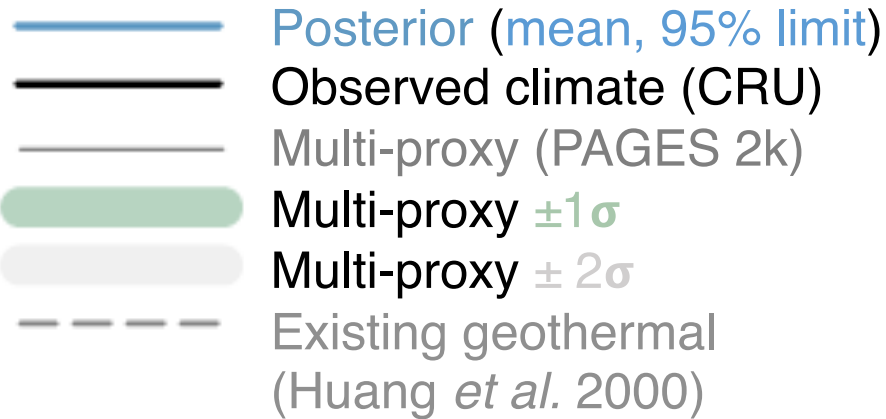 Posterior (mean, 95% limit)
Observed climate (CRU)
Multi-proxy (PAGES 2k)
Multi-proxy ±1σ
Multi-proxy ± 2σ
Existing geothermal
(Huang et al. 2000)